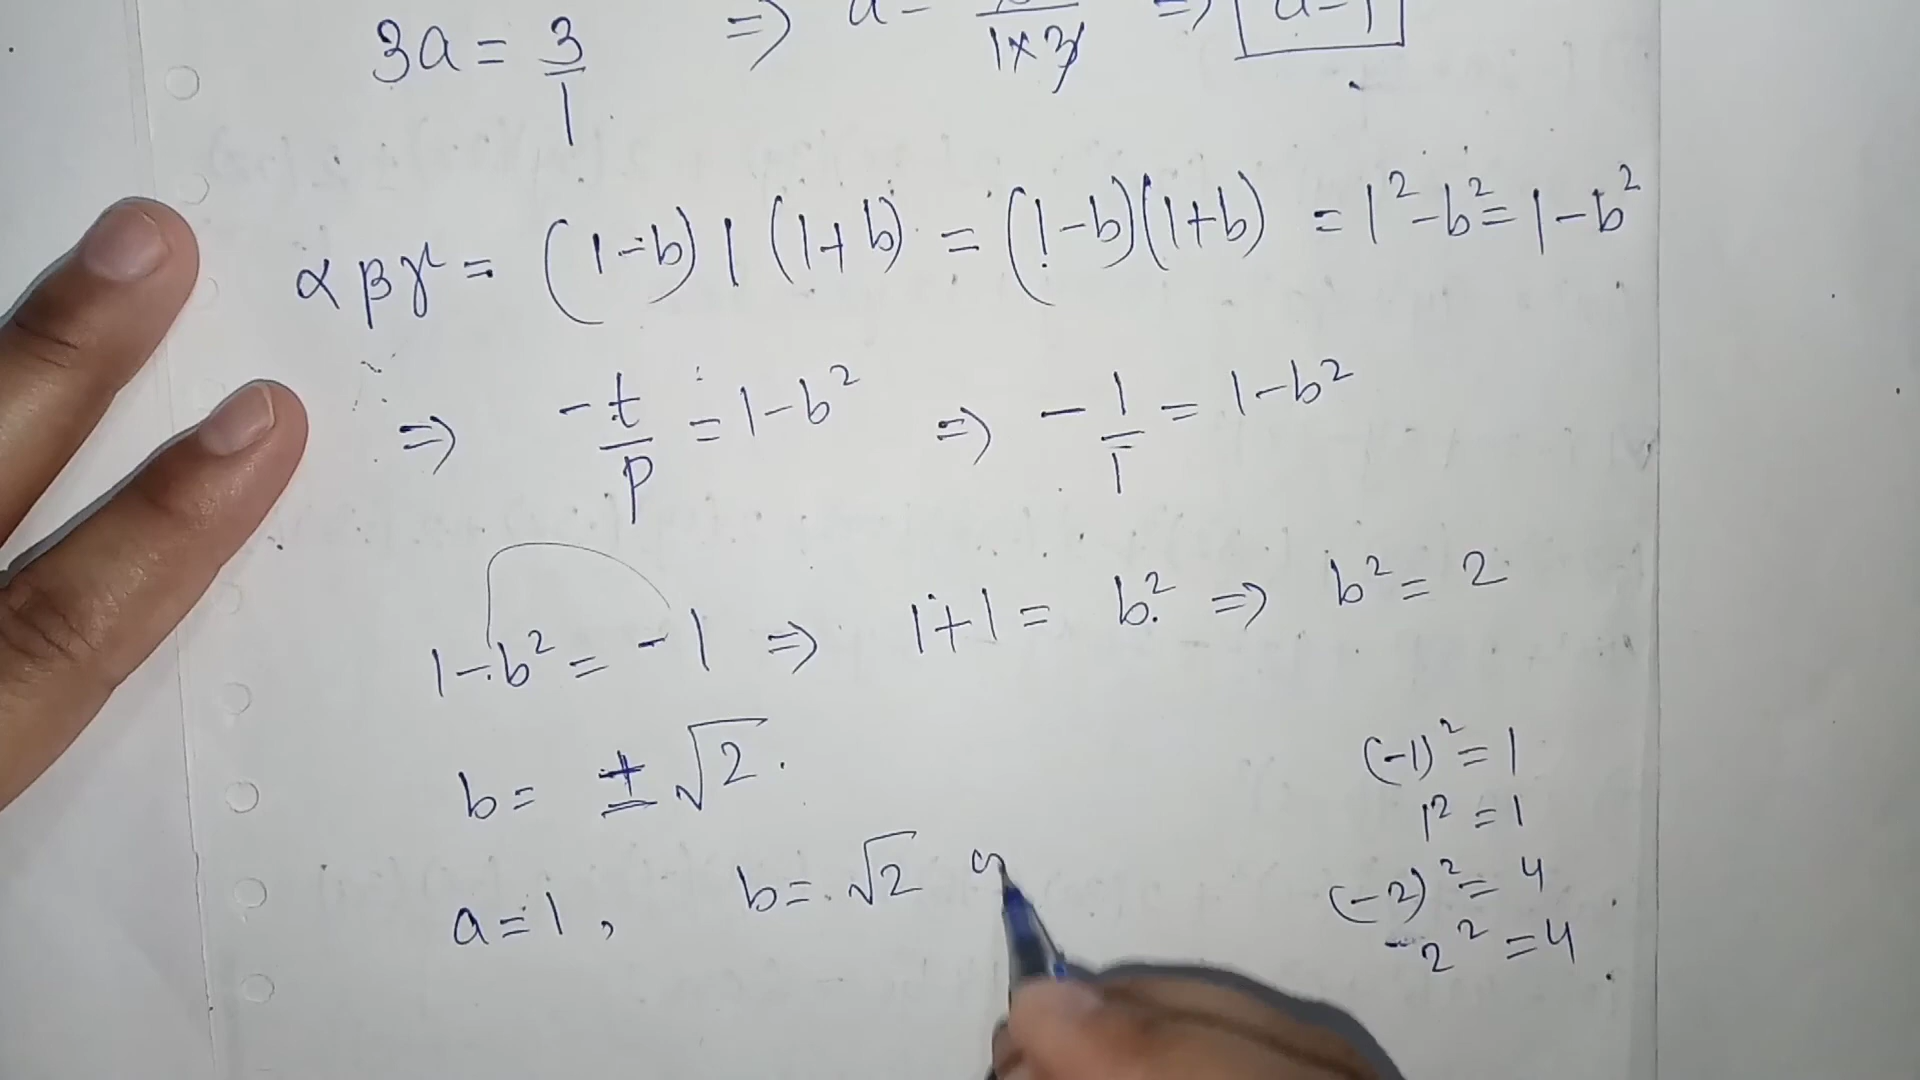 3a = 3/1 ⇒ a = /1×3 ⇒ a=1
αβγ = (1-b) 1 (1+b) = (1-b)(1+b) = 1²-b² = 1-b²
⇒ -t/p = 1-b² ⇒ -1/1 = 1-b²
1-b² = -1 ⇒ 1+1 = b² ⇒ b² = 2
b = ±√2.
(-1)² = 1
1² = 1
a=1, b = √2
(-2)² = 4
2² = 4